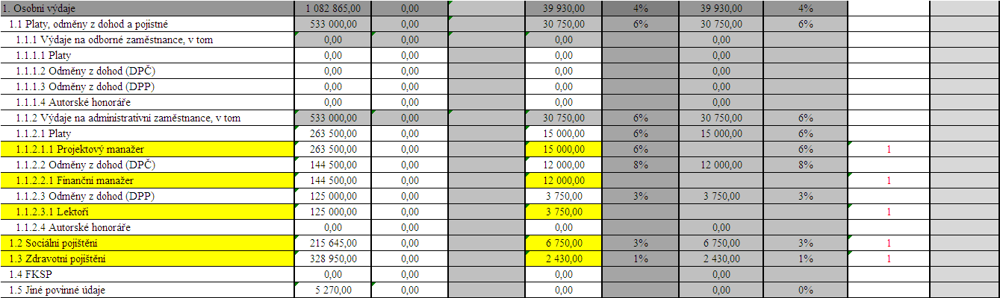 1. Osobní výdaje 1 082 865,00 0,00 39 930,00 4% 39 930,00 4%
1.1 Platy, odměny z dohod a pojistné 533 000,00 0,00 30 750,00 6% 30 750,00 6%
1.1.1 Výdaje na odborné zaměstnance, v tom 0,00 0,00 0,00 0,00
1.1.1.1 Platy 0,00 0,00 0,00 0,00
1.1.1.2 Odměny z dohod (DPČ) 0,00 0,00 0,00 0,00
1.1.1.3 Odměny z dohod (DPP) 0,00 0,00 0,00 0,00
1.1.1.4 Autorské honoráře 0,00 0,00 0,00 0,00
1.1.2 Výdaje na administrativní zaměstnance, v tom 533 000,00 0,00 30 750,00 6% 30 750,00 6%
1.1.2.1 Platy 263 500,00 0,00 15 000,00 6% 15 000,00 6%
1.1.2.1.1 Projektový manažer 263 500,00 0,00 15 000,00 6% 6% 1
1.1.2.2 Odměny z dohod (DPČ) 144 500,00 0,00 12 000,00 8% 12 000,00 8%
1.1.2.2.1 Finanční manažer 144 500,00 0,00 12 000,00 1
1.1.2.3 Odměny z dohod (DPP) 125 000,00 0,00 3 750,00 3% 3 750,00 3%
1.1.2.3.1 Lektoři 125 000,00 0,00 3 750,00 1
1.1.2.4 Autorské honoráře 0,00 0,00 0,00 0,00
1.2 Sociální pojištění 215 645,00 0,00 6 750,00 3% 6 750,00 3% 1
1.3 Zdravotní pojištění 328 950,00 0,00 2 430,00 1% 2 430,00 1% 1
1.4 FKSP 0,00 0,00 0,00 0,00
1.5 Jiné povinné údaje 5 270,00 0,00 0,00 0,00 0%